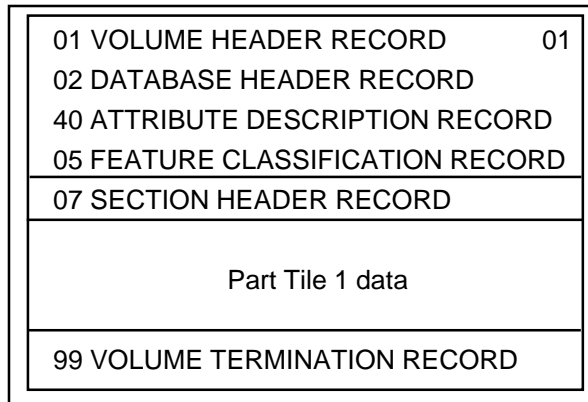 01 VOLUME HEADER RECORD 01
02 DATABASE HEADER RECORD
40 ATTRIBUTE DESCRIPTION RECORD
05 FEATURE CLASSIFICATION RECORD
07 SECTION HEADER RECORD
Part Tile 1 data
99 VOLUME TERMINATION RECORD